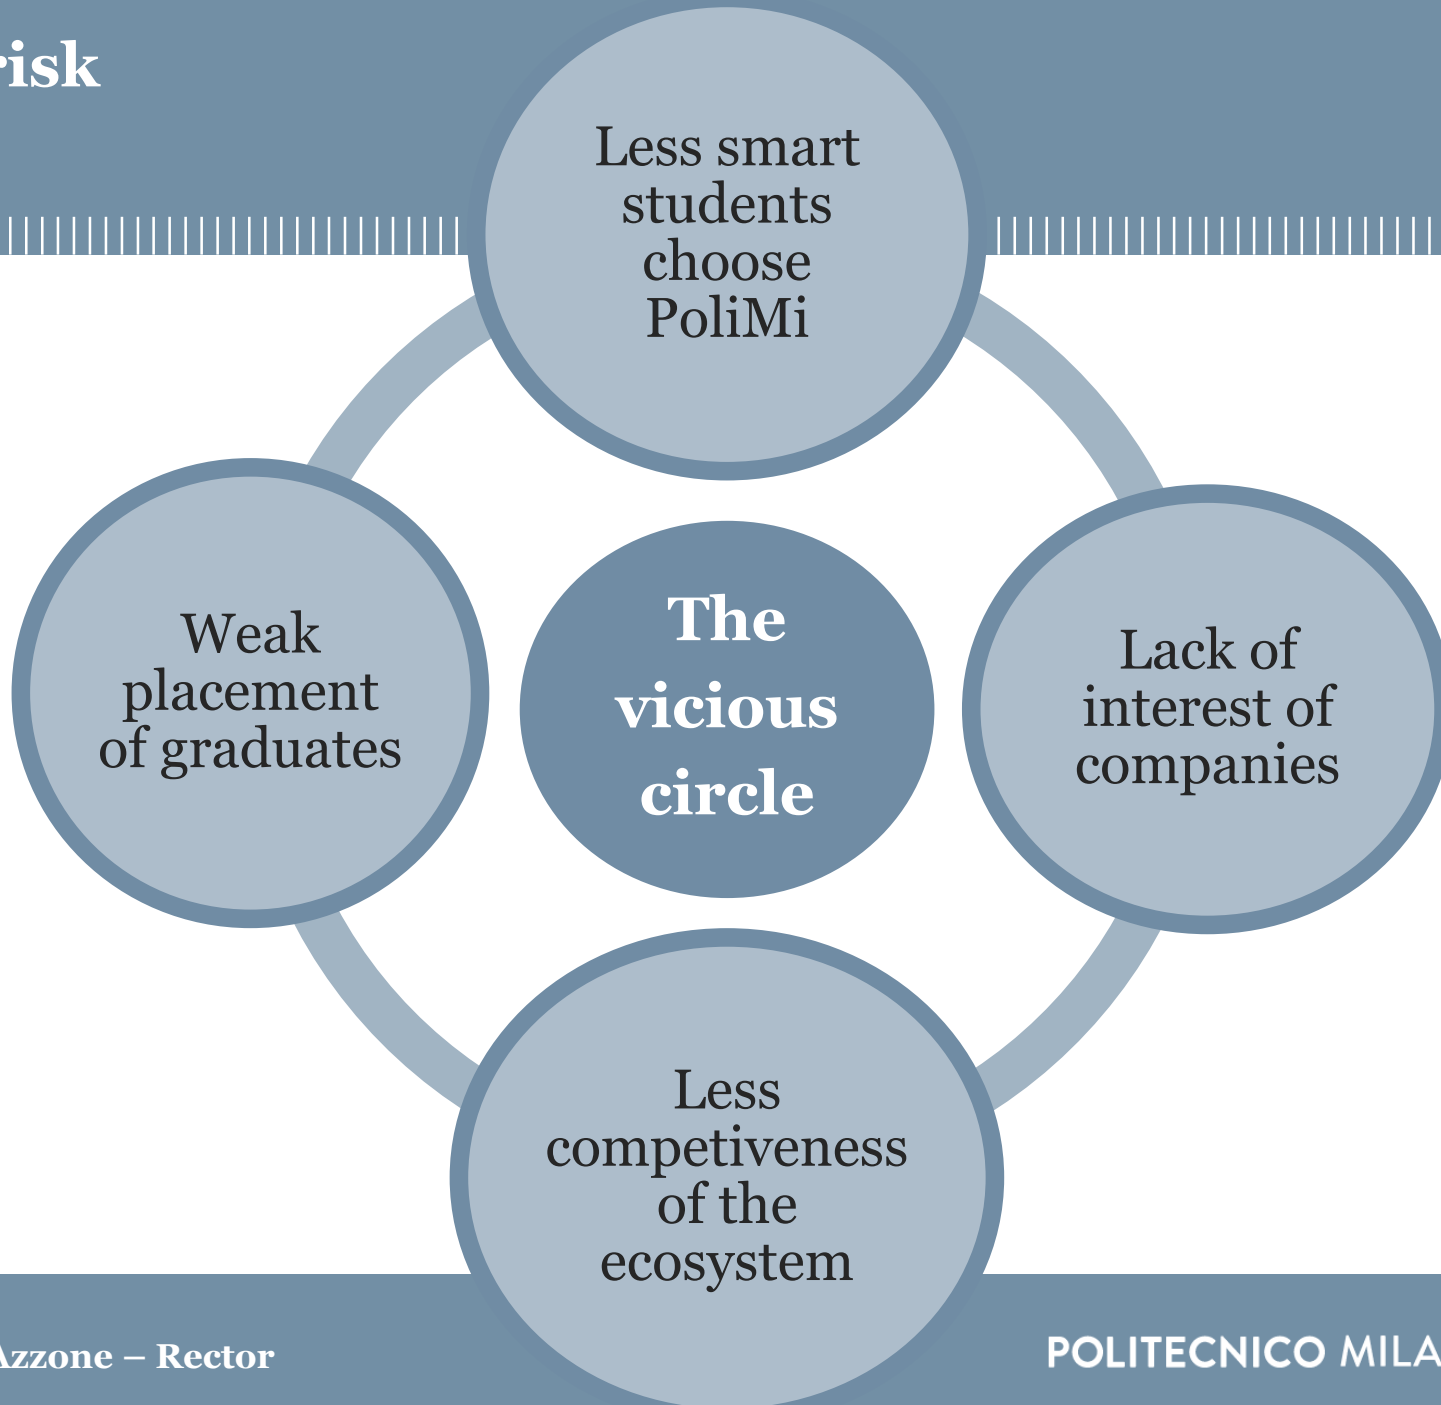 risk
Less smart
students
choose
PoliMi
Weak
placement
of graduates
The
vicious
circle
Lack of
interest of
companies
Less
competiveness
of the
ecosystem
Azzone – Rector
POLITECNICO MILA